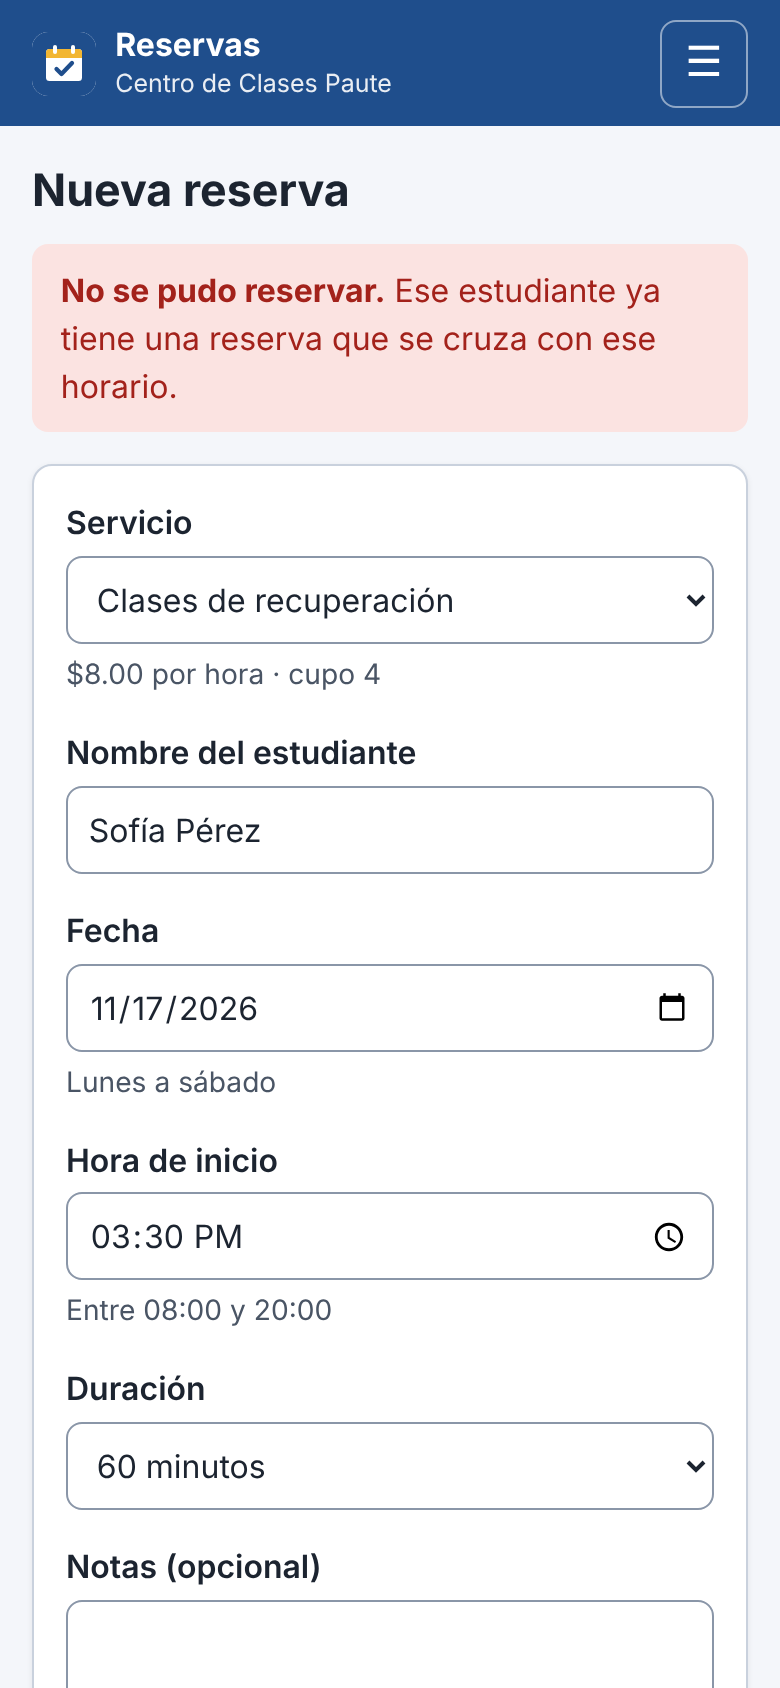 Reservas
Centro de Clases Paute
☰
Nueva reserva
No se pudo reservar. Ese estudiante ya
tiene una reserva que se cruza con ese
horario.
Servicio
Clases de recuperación
$8.00 por hora · cupo 4
Nombre del estudiante
Sofía Pérez
Fecha
11/17/2026
Lunes a sábado
Hora de inicio
03:30 PM
Entre 08:00 y 20:00
Duración
60 minutos
Notas (opcional)